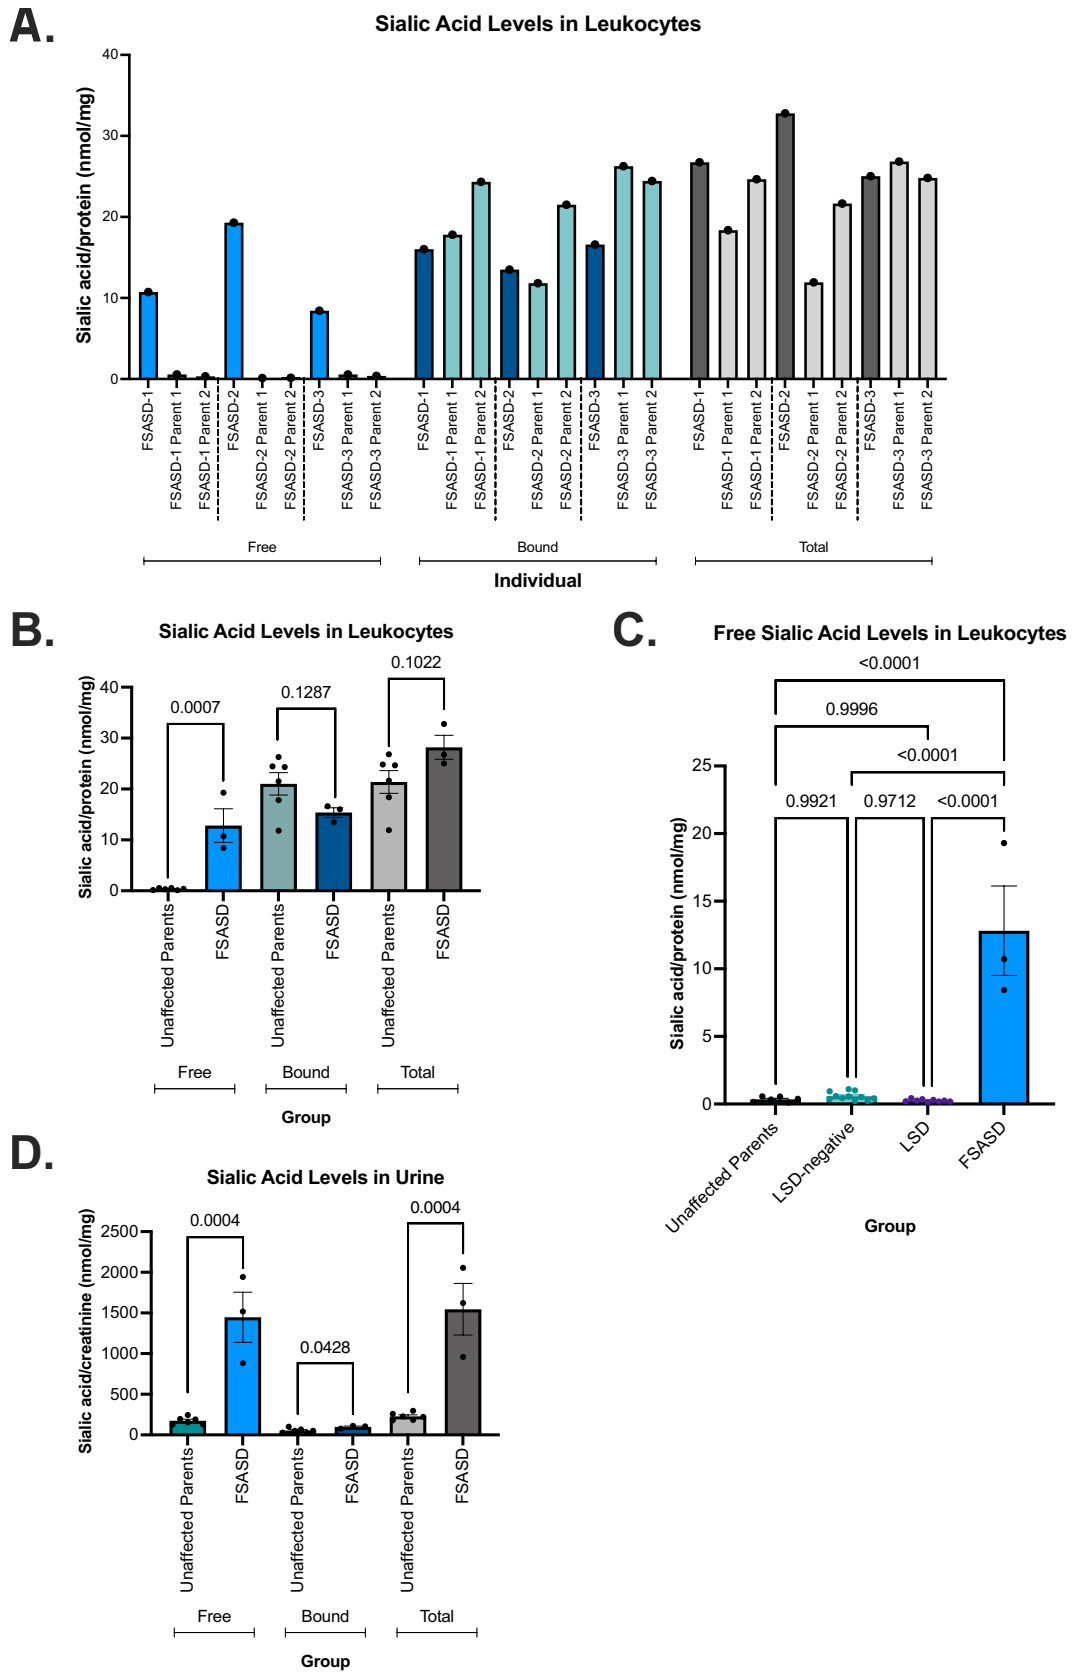 A.
Sialic Acid Levels in Leukocytes
Sialic acid/protein (nmol/mg)
40
30
20
10
0
FSASD-1
FSASD-1 Parent 1
FSASD-1 Parent 2
FSASD-2
FSASD-2 Parent 1
FSASD-2 Parent 2
FSASD-3
FSASD-3 Parent 1
FSASD-3 Parent 2
FSASD-1
FSASD-1 Parent 1
FSASD-1 Parent 2
FSASD-2
FSASD-2 Parent 1
FSASD-2 Parent 2
FSASD-3
FSASD-3 Parent 1
FSASD-3 Parent 2
FSASD-1
FSASD-1 Parent 1
FSASD-1 Parent 2
FSASD-2
FSASD-2 Parent 1
FSASD-2 Parent 2
FSASD-3
FSASD-3 Parent 1
FSASD-3 Parent 2
Free Bound Total
Individual
B.
Sialic Acid Levels in Leukocytes
Sialic acid/protein (nmol/mg)
40
30
20
10
0
0.0007
0.1287
0.1022
Unaffected Parents
FSASD
Unaffected Parents
FSASD
Unaffected Parents
FSASD
Free Bound Total
Group
C.
Free Sialic Acid Levels in Leukocytes
Sialic acid/protein (nmol/mg)
<0.0001
0.9996
<0.0001
0.9921 0.9712 <0.0001
25
20
15
10
5
0
Unaffected Parents
LSD-negative
LSD
FSASD
Group
D.
Sialic Acid Levels in Urine
Sialic acid/creatinine (nmol/mg)
2500
2000
1500
1000
500
0
0.0004
0.0428
0.0004
Unaffected Parents
FSASD
Unaffected Parents
FSASD
Unaffected Parents
FSASD
Free Bound Total
Group